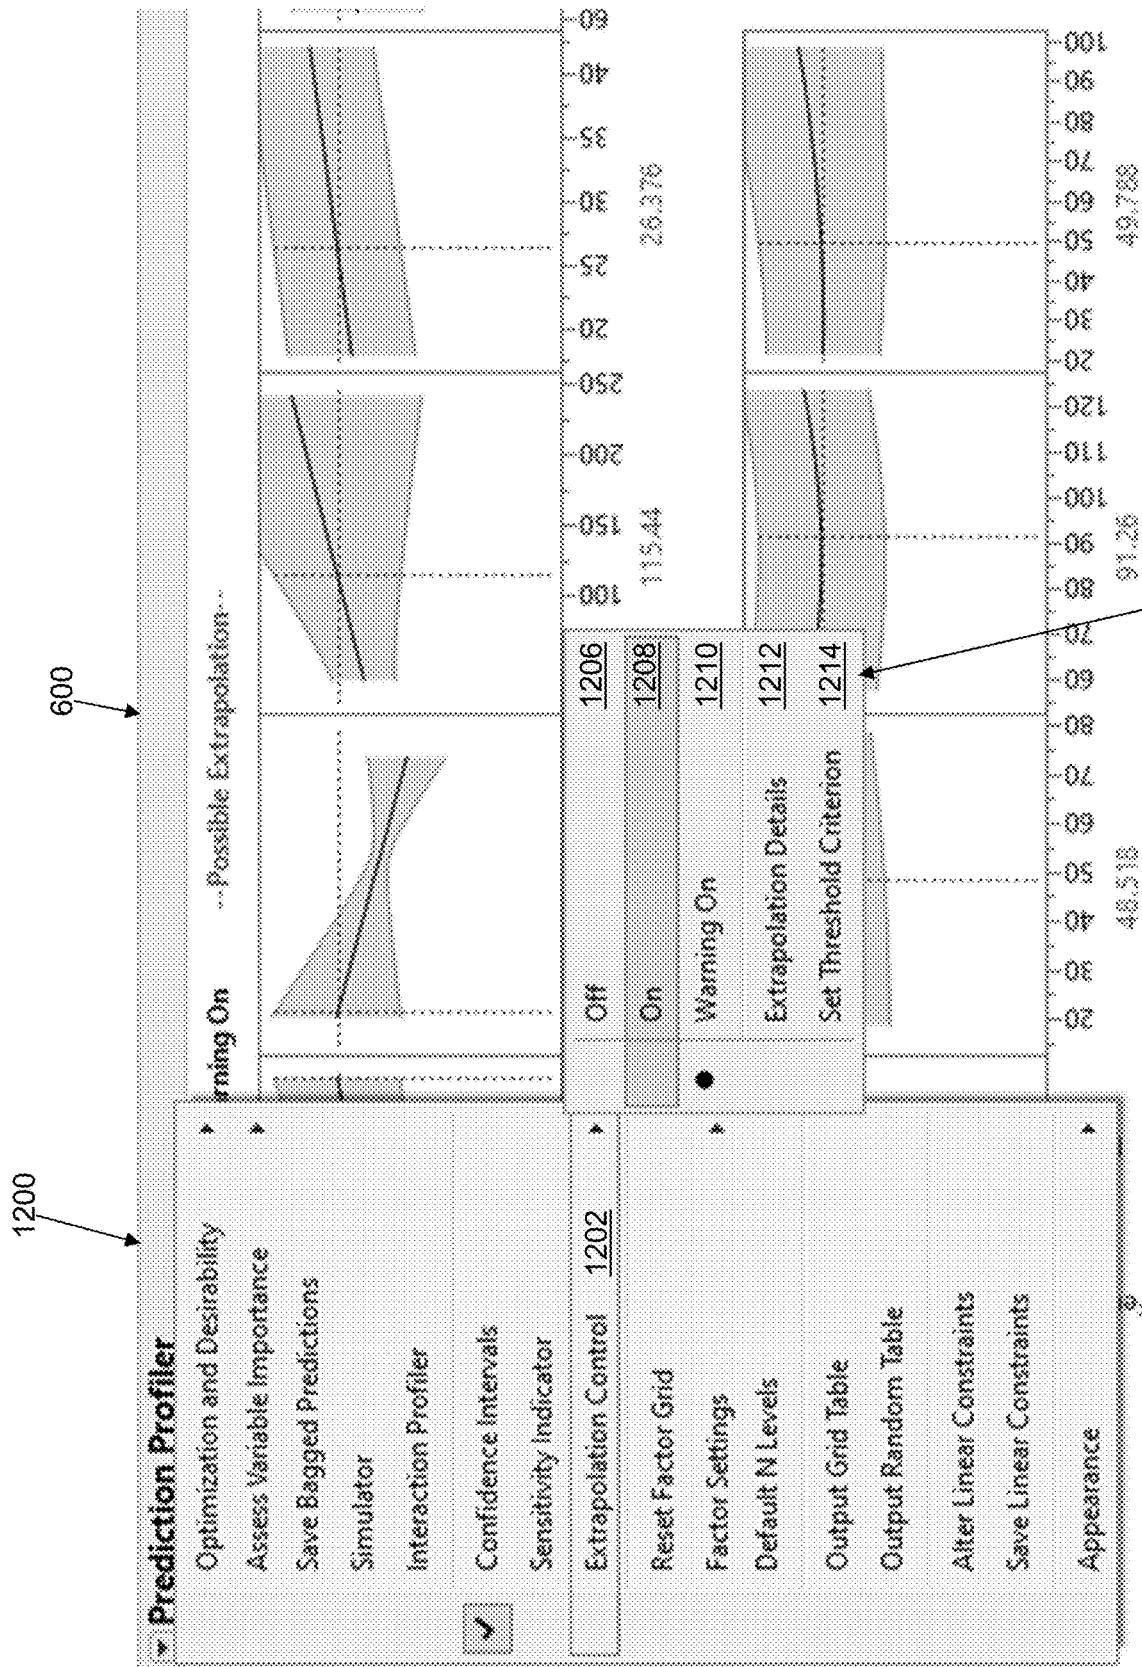 600
1200
Prediction Profiler
Optimization and Desirability
Assess Variable Importance
Save Bagged Predictions
Simulator
Interaction Profiler
Confidence Intervals
Sensitivity Indicator
Extrapolation Control 1202
Reset Factor Grid
Factor Settings
Default N Levels
Output Grid Table
Output Random Table
Alter Linear Constraints
Save Linear Constraints
Appearance
rning On --Possible Extrapolation--
Off 1206
On 1208
Warning On 1210
Extrapolation Details 1212
Set Threshold Criterion 1214
100 150 200 250 20 25 30 35 40 60
115.44 26.376
20 30 40 50 60 70 80 60 70 80 90 100 110 120 20 30 40 50 60 70 80 90 100
48.518 91.26 49.788